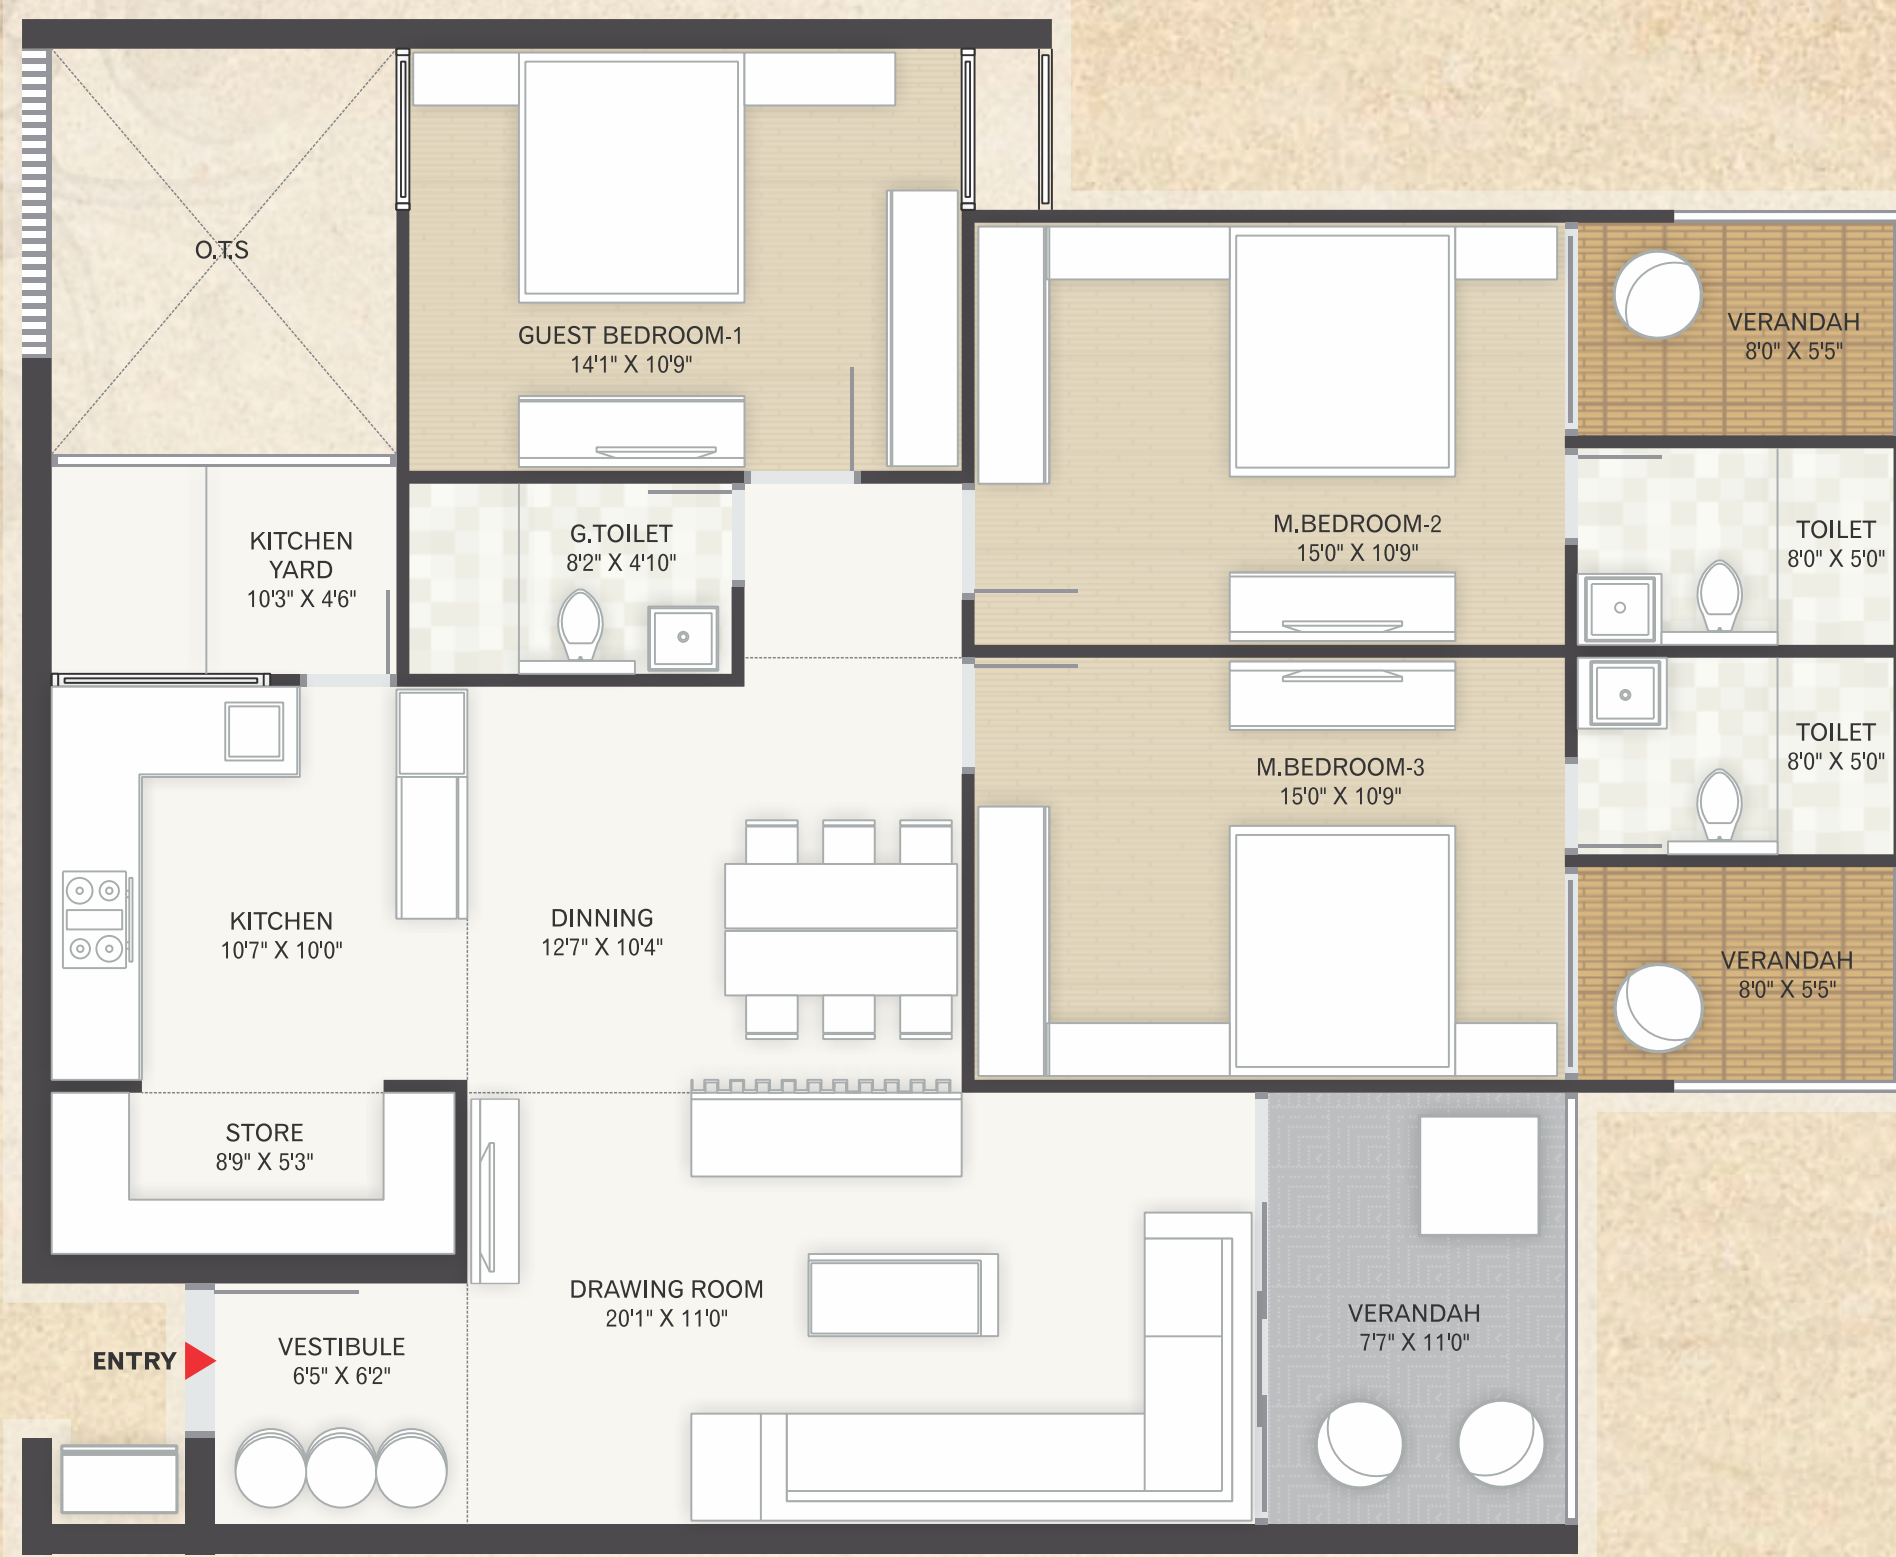 O.T.S
GUEST BEDROOM-1
14'1" X 10'9"
VERANDAH
8'0" X 5'5"
KITCHEN
YARD
10'3" X 4'6"
G.TOILET
8'2" X 4'10"
M.BEDROOM-2
15'0" X 10'9"
TOILET
8'0" X 5'0"
M.BEDROOM-3
15'0" X 10'9"
TOILET
8'0" X 5'0"
KITCHEN
10'7" X 10'0"
DINNING
12'7" X 10'4"
VERANDAH
8'0" X 5'5"
STORE
8'9" X 5'3"
DRAWING ROOM
20'1" X 11'0"
VERANDAH
7'7" X 11'0"
ENTRY
VESTIBULE
6'5" X 6'2"